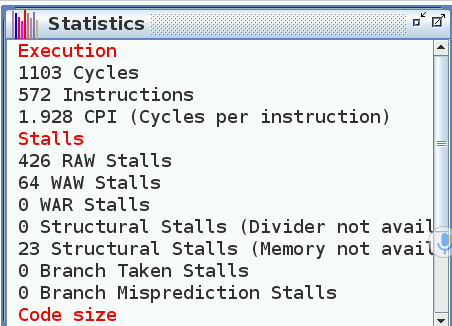 Statistics
Execution
1103 Cycles
572 Instructions
1.928 CPI (Cycles per instruction)
Stalls
426 RAW Stalls
64 WAW Stalls
0 WAR Stalls
0 Structural Stalls (Divider not avail
23 Structural Stalls (Memory not avail
0 Branch Taken Stalls
0 Branch Misprediction Stalls
Code size